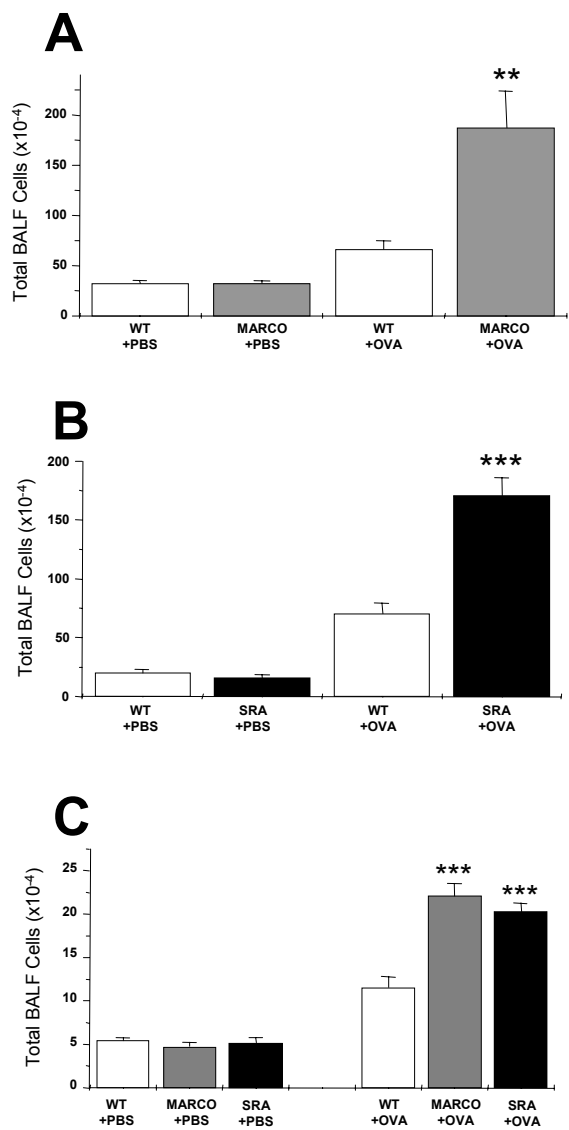 A
**
Total BALF Cells (x10-4)
200
150
100
50
0
WT MARCO WT MARCO
+PBS +PBS +OVA +OVA
B
***
Total BALF Cells (x10-4)
200
150
100
50
0
WT SRA WT SRA
+PBS +PBS +OVA +OVA
C
*** ***
Total BALF Cells (x10-4)
25
20
15
10
5
0
WT MARCO SRA WT MARCO SRA
+PBS +PBS +PBS +OVA +OVA +OVA